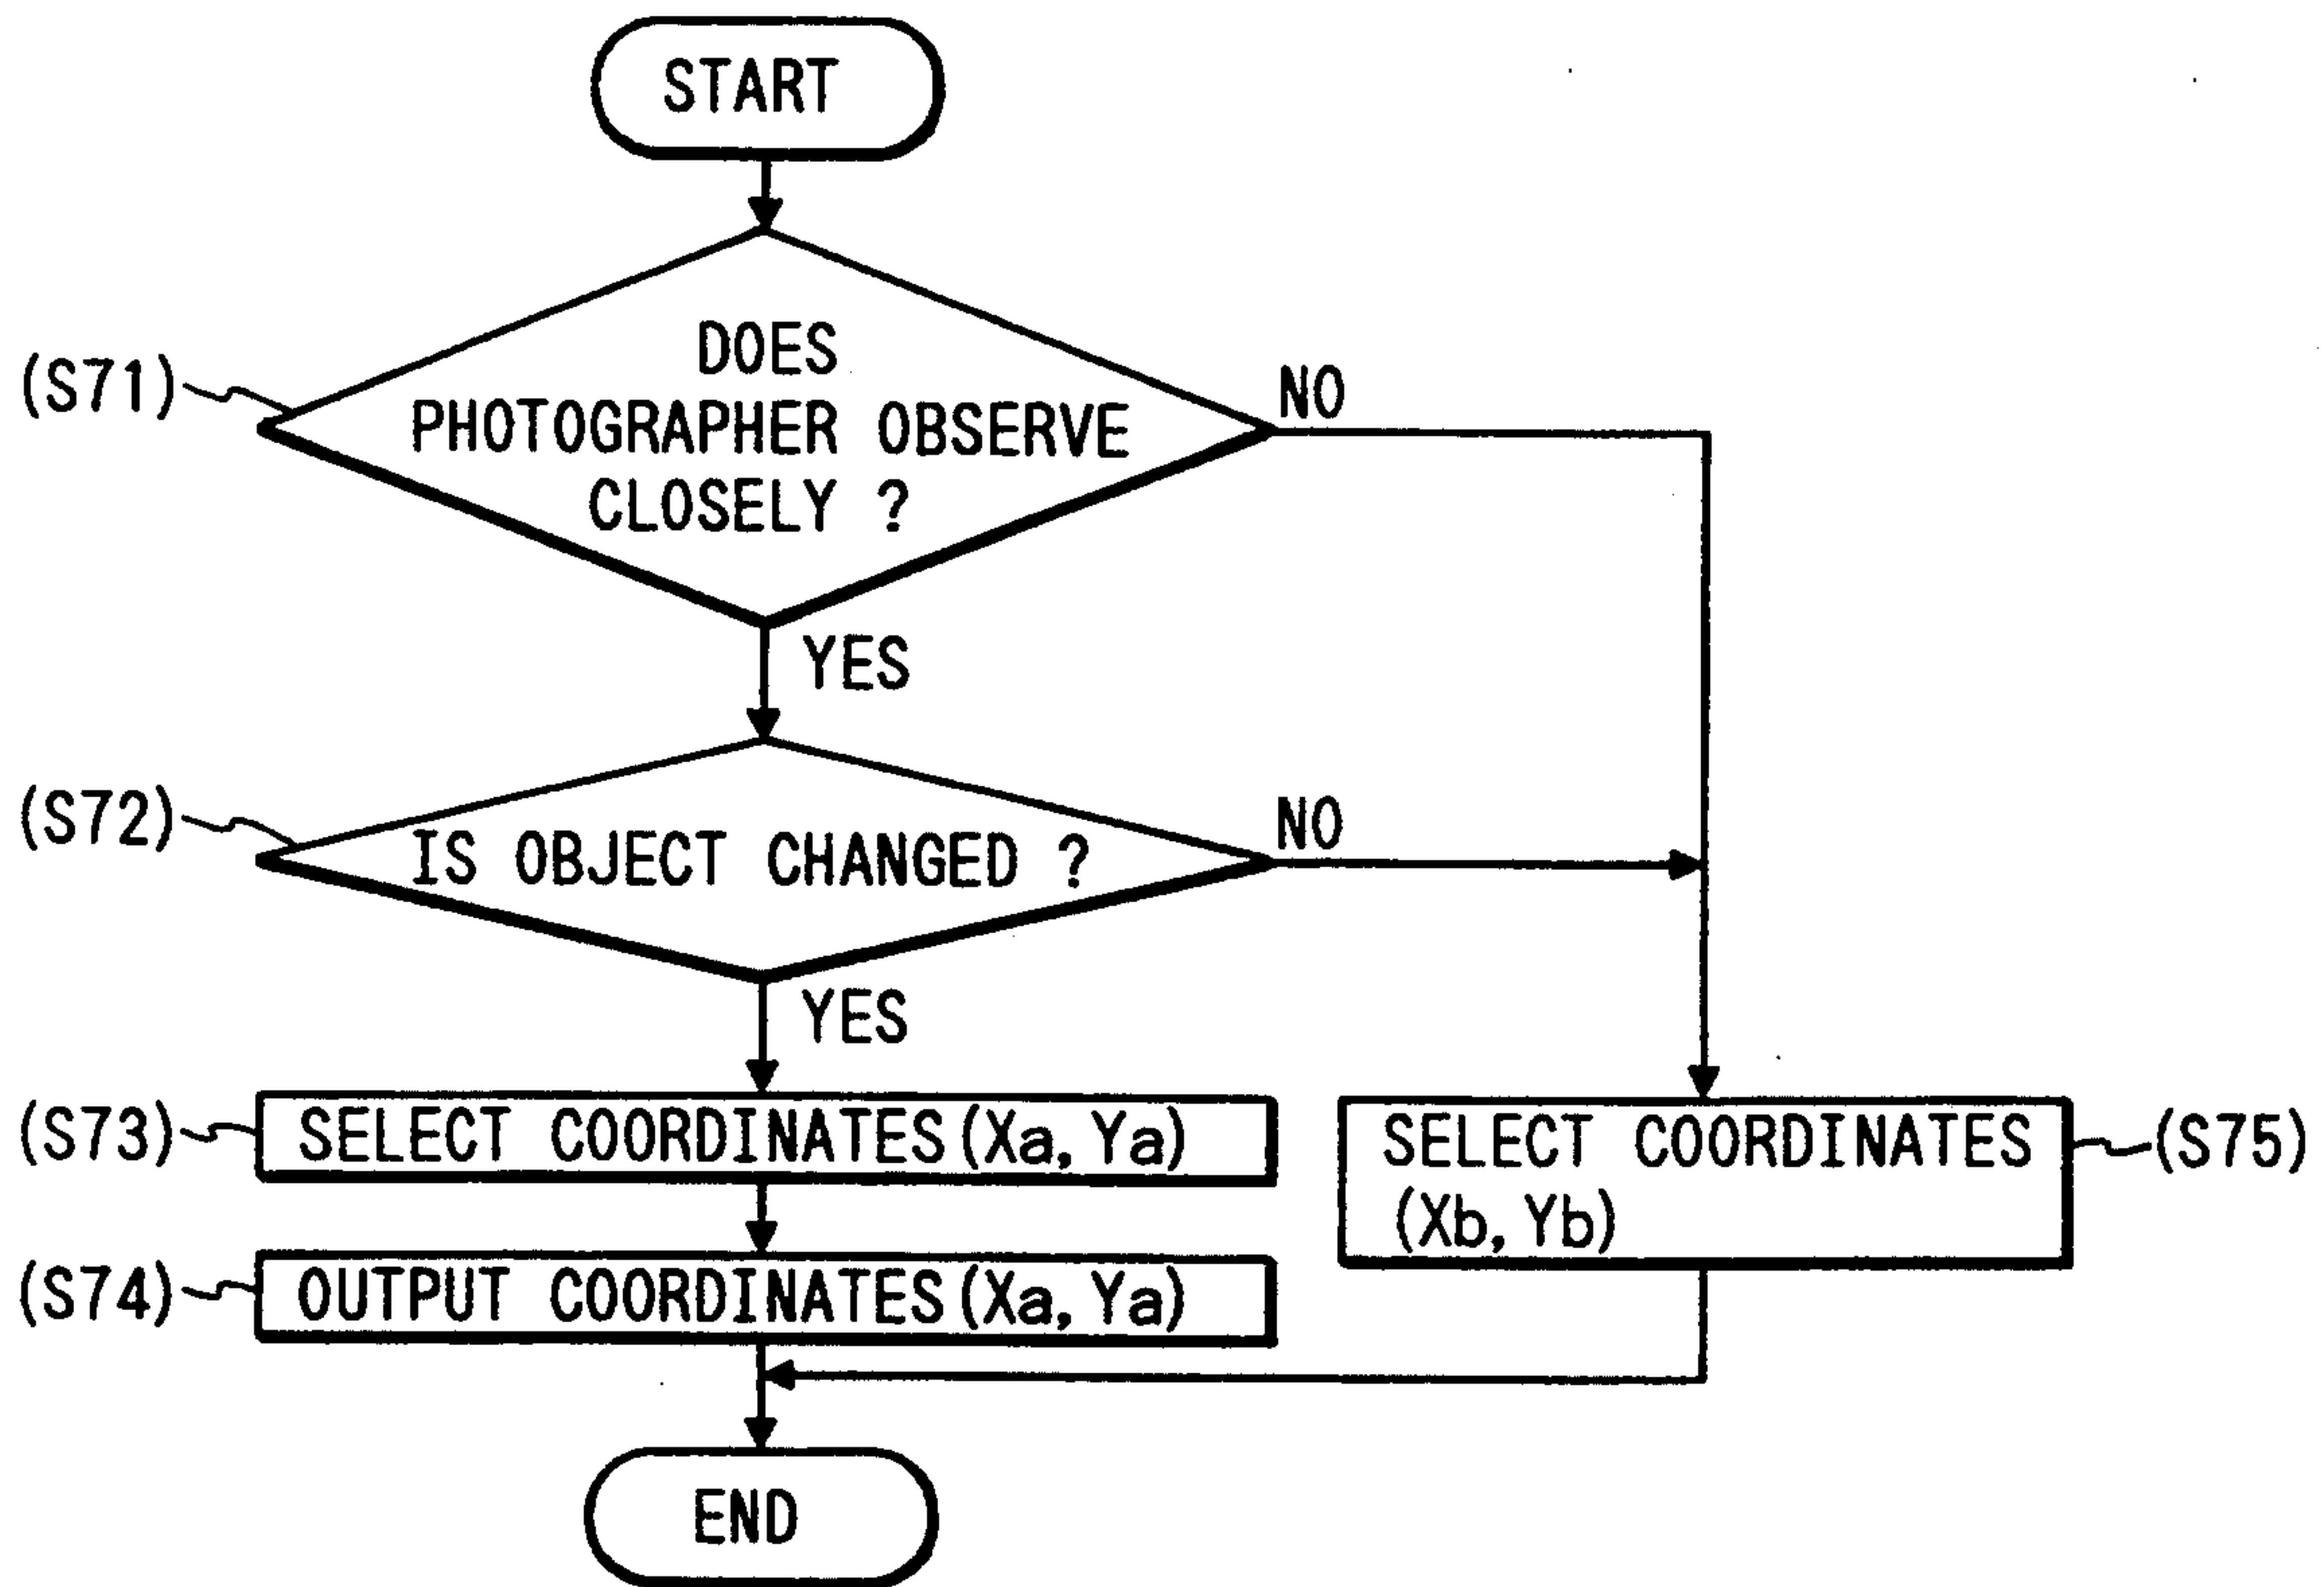 START
(S71)
DOES
PHOTOGRAPHER OBSERVE
CLOSELY ?
NO
YES
(S72)
IS OBJECT CHANGED ?
NO
YES
(S73)
SELECT COORDINATES(Xa, Ya)
SELECT COORDINATES
(Xb, Yb)
(S75)
(S74)
OUTPUT COORDINATES(Xa, Ya)
END